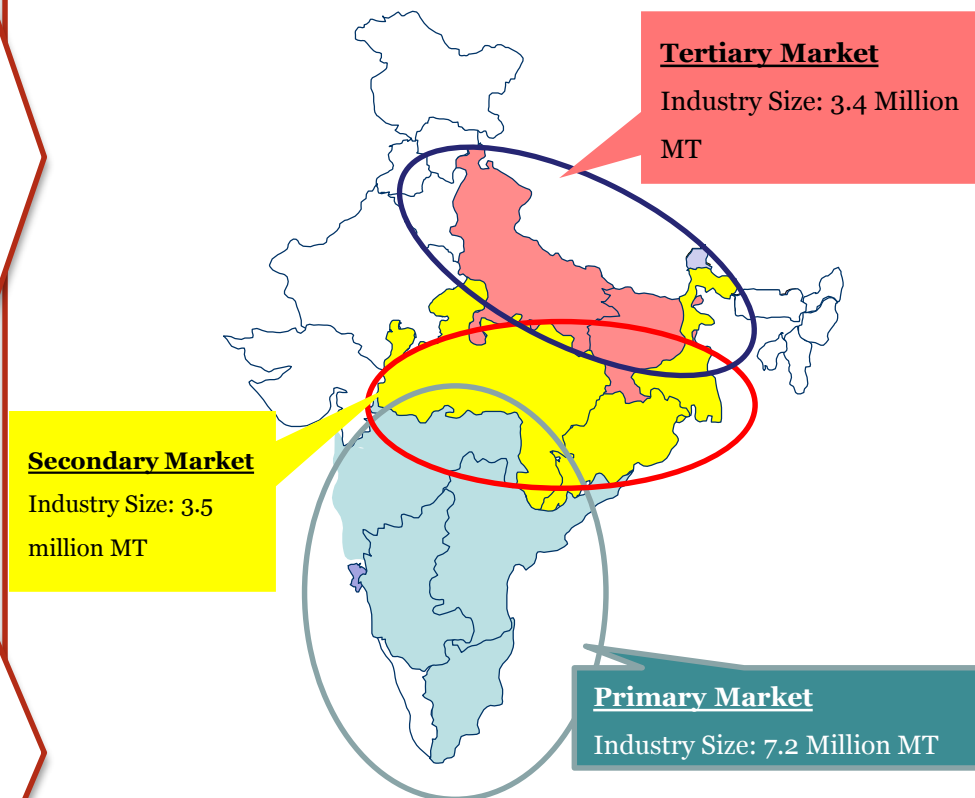 Tertiary Market
Industry Size: 3.4 Million
MT
Secondary Market
Industry Size: 3.5
million MT
Primary Market
Industry Size: 7.2 Million MT